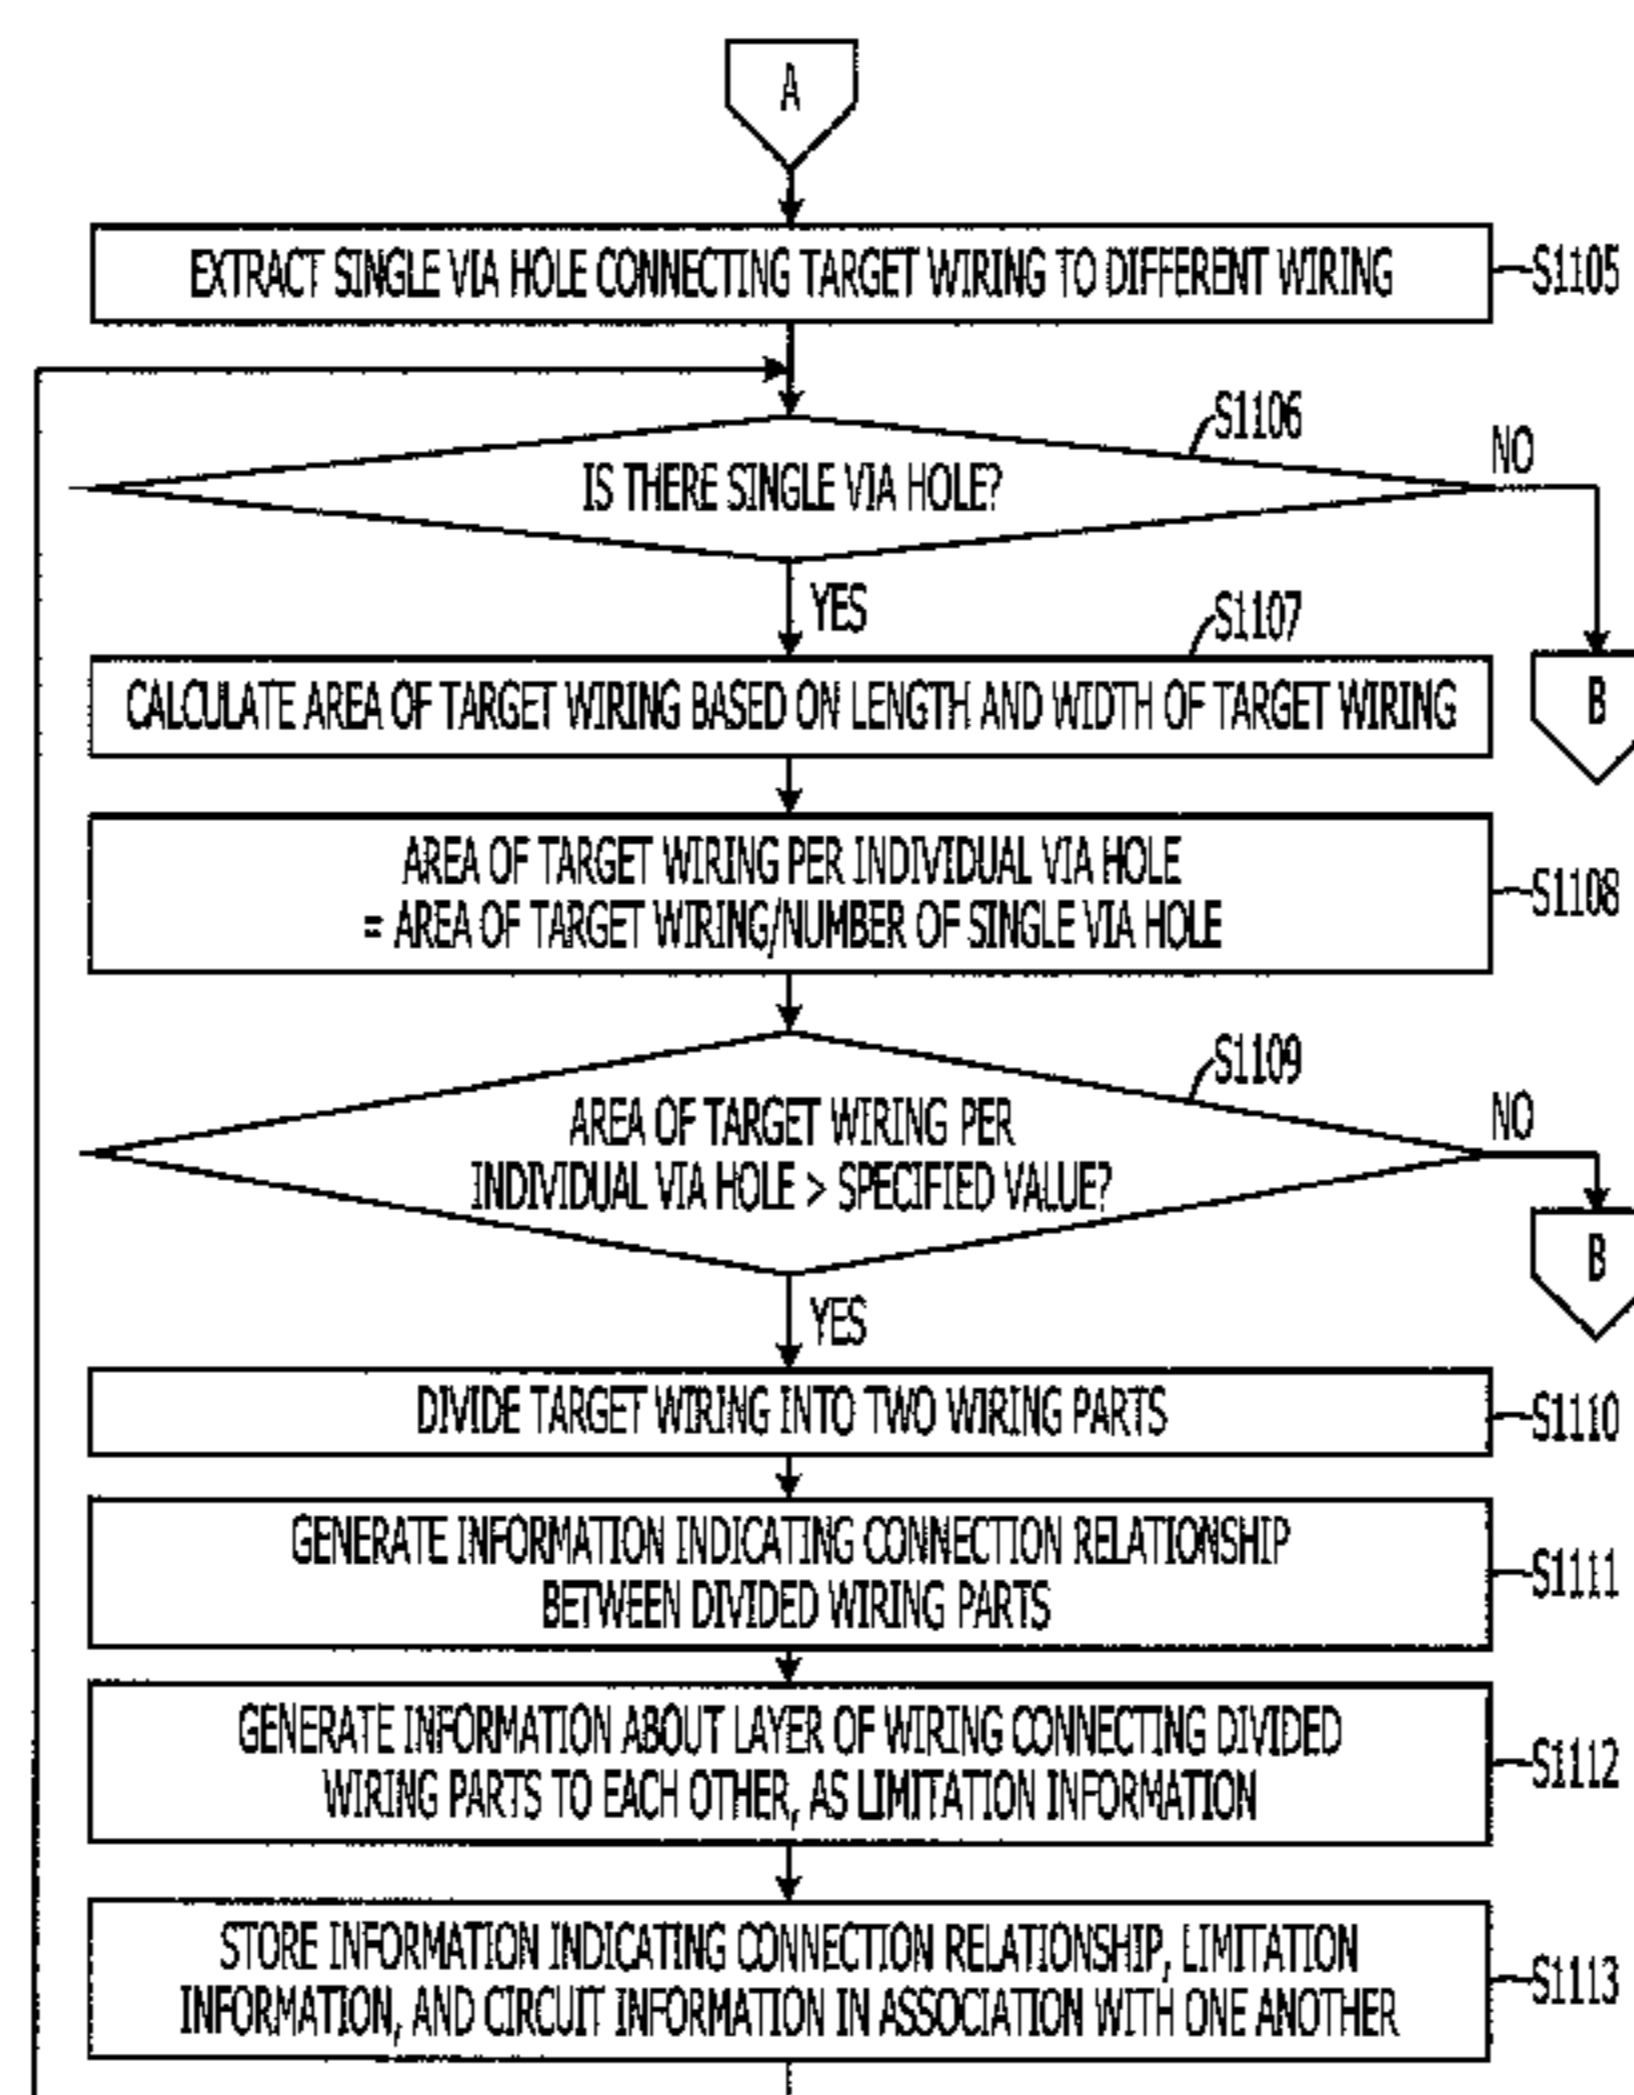 A
EXTRACT SINGLE VIA HOLE CONNECTING TARGET WIRING TO DIFFERENT WIRING
S1105
S1106
NO
IS THERE SINGLE VIA HOLE?
YES
S1107
CALCULATE AREA OF TARGET WIRING BASED ON LENGTH AND WIDTH OF TARGET WIRING
B
AREA OF TARGET WIRING PER INDIVIDUAL VIA HOLE
= AREA OF TARGET WIRING/NUMBER OF SINGLE VIA HOLE
S1108
S1109
NO
AREA OF TARGET WIRING PER
INDIVIDUAL VIA HOLE > SPECIFIED VALUE?
B
YES
DIVIDE TARGET WIRING INTO TWO WIRING PARTS
S1110
GENERATE INFORMATION INDICATING CONNECTION RELATIONSHIP
BETWEEN DIVIDED WIRING PARTS
S1111
GENERATE INFORMATION ABOUT LAYER OF WIRING CONNECTING DIVIDED
WIRING PARTS TO EACH OTHER, AS LIMITATION INFORMATION
S1112
STORE INFORMATION INDICATING CONNECTION RELATIONSHIP, LIMITATION
INFORMATION, AND CIRCUIT INFORMATION IN ASSOCIATION WITH ONE ANOTHER
S1113